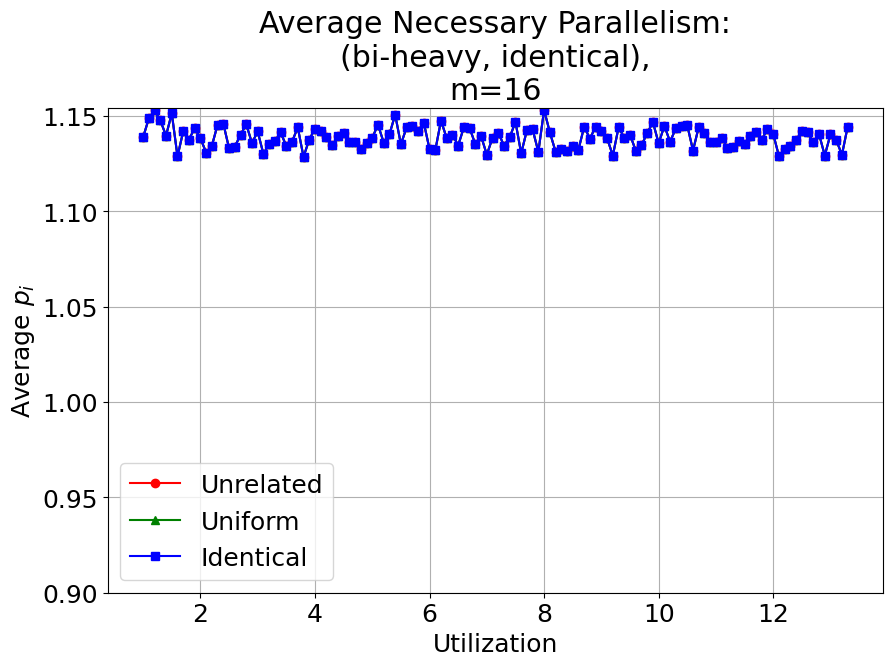 Average Necessary Parallelism:
(bi-heavy, identical),
m=16
1.15
1.10
1.05
1.00
0.95
0.90
Average $p_i$
Unrelated
Uniform
Identical
2 4 6 8 10 12
Utilization